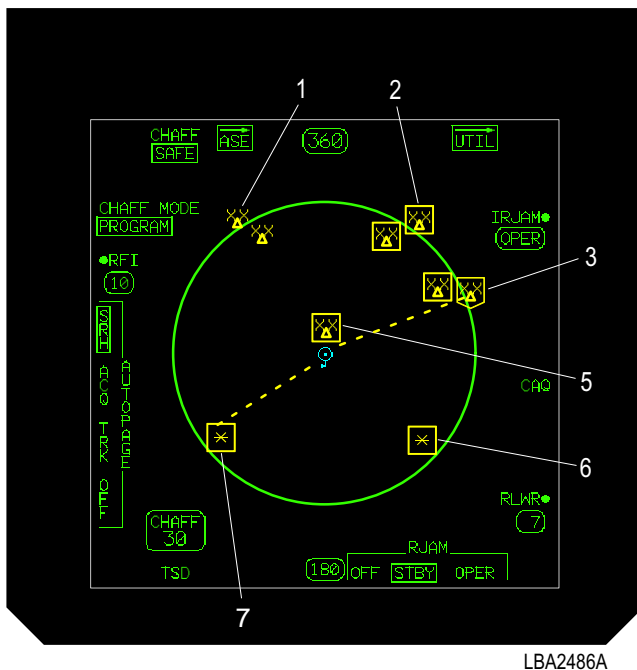 1
2
CHAFF
SAFE
ASE
360
UTIL
CHAFF MODE
PROGRAM
IRJAM
OPER
3
RFI
10
SRH
ACQ
TRK
OFF
AUTOPAGE
5
CAQ
6
RLWR
7
CHAFF
30
RJAM
TSD
180
OFF
STBY
OPER
7
LBA2486A